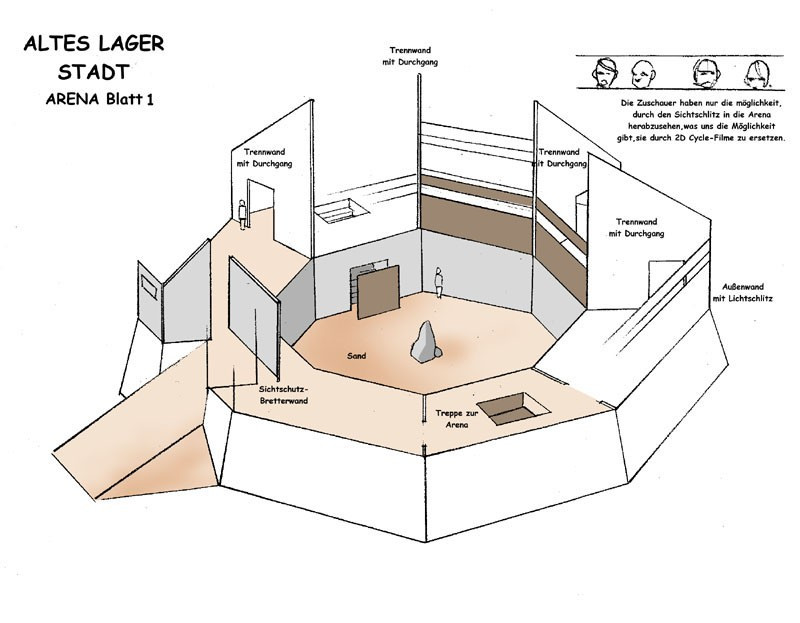 ALTES LAGER
STADT
ARENA Blatt 1
Trennwand
mit Durchgang
Die Zuschauer haben nur die möglichkeit,
durch den Sichtschlitz in die Arena
herabzusehen,was uns die Möglichkeit
gibt,sie durch 2D Cycle-Filme zu ersetzen.
Trennwand
mit Durchgang
Trennwand
mit Durchgang
Trennwand
mit Durchgang
Außenwand
mit Lichtschlitz
Sand
Sichtschutz-
Bretterwand
Treppe zur
Arena